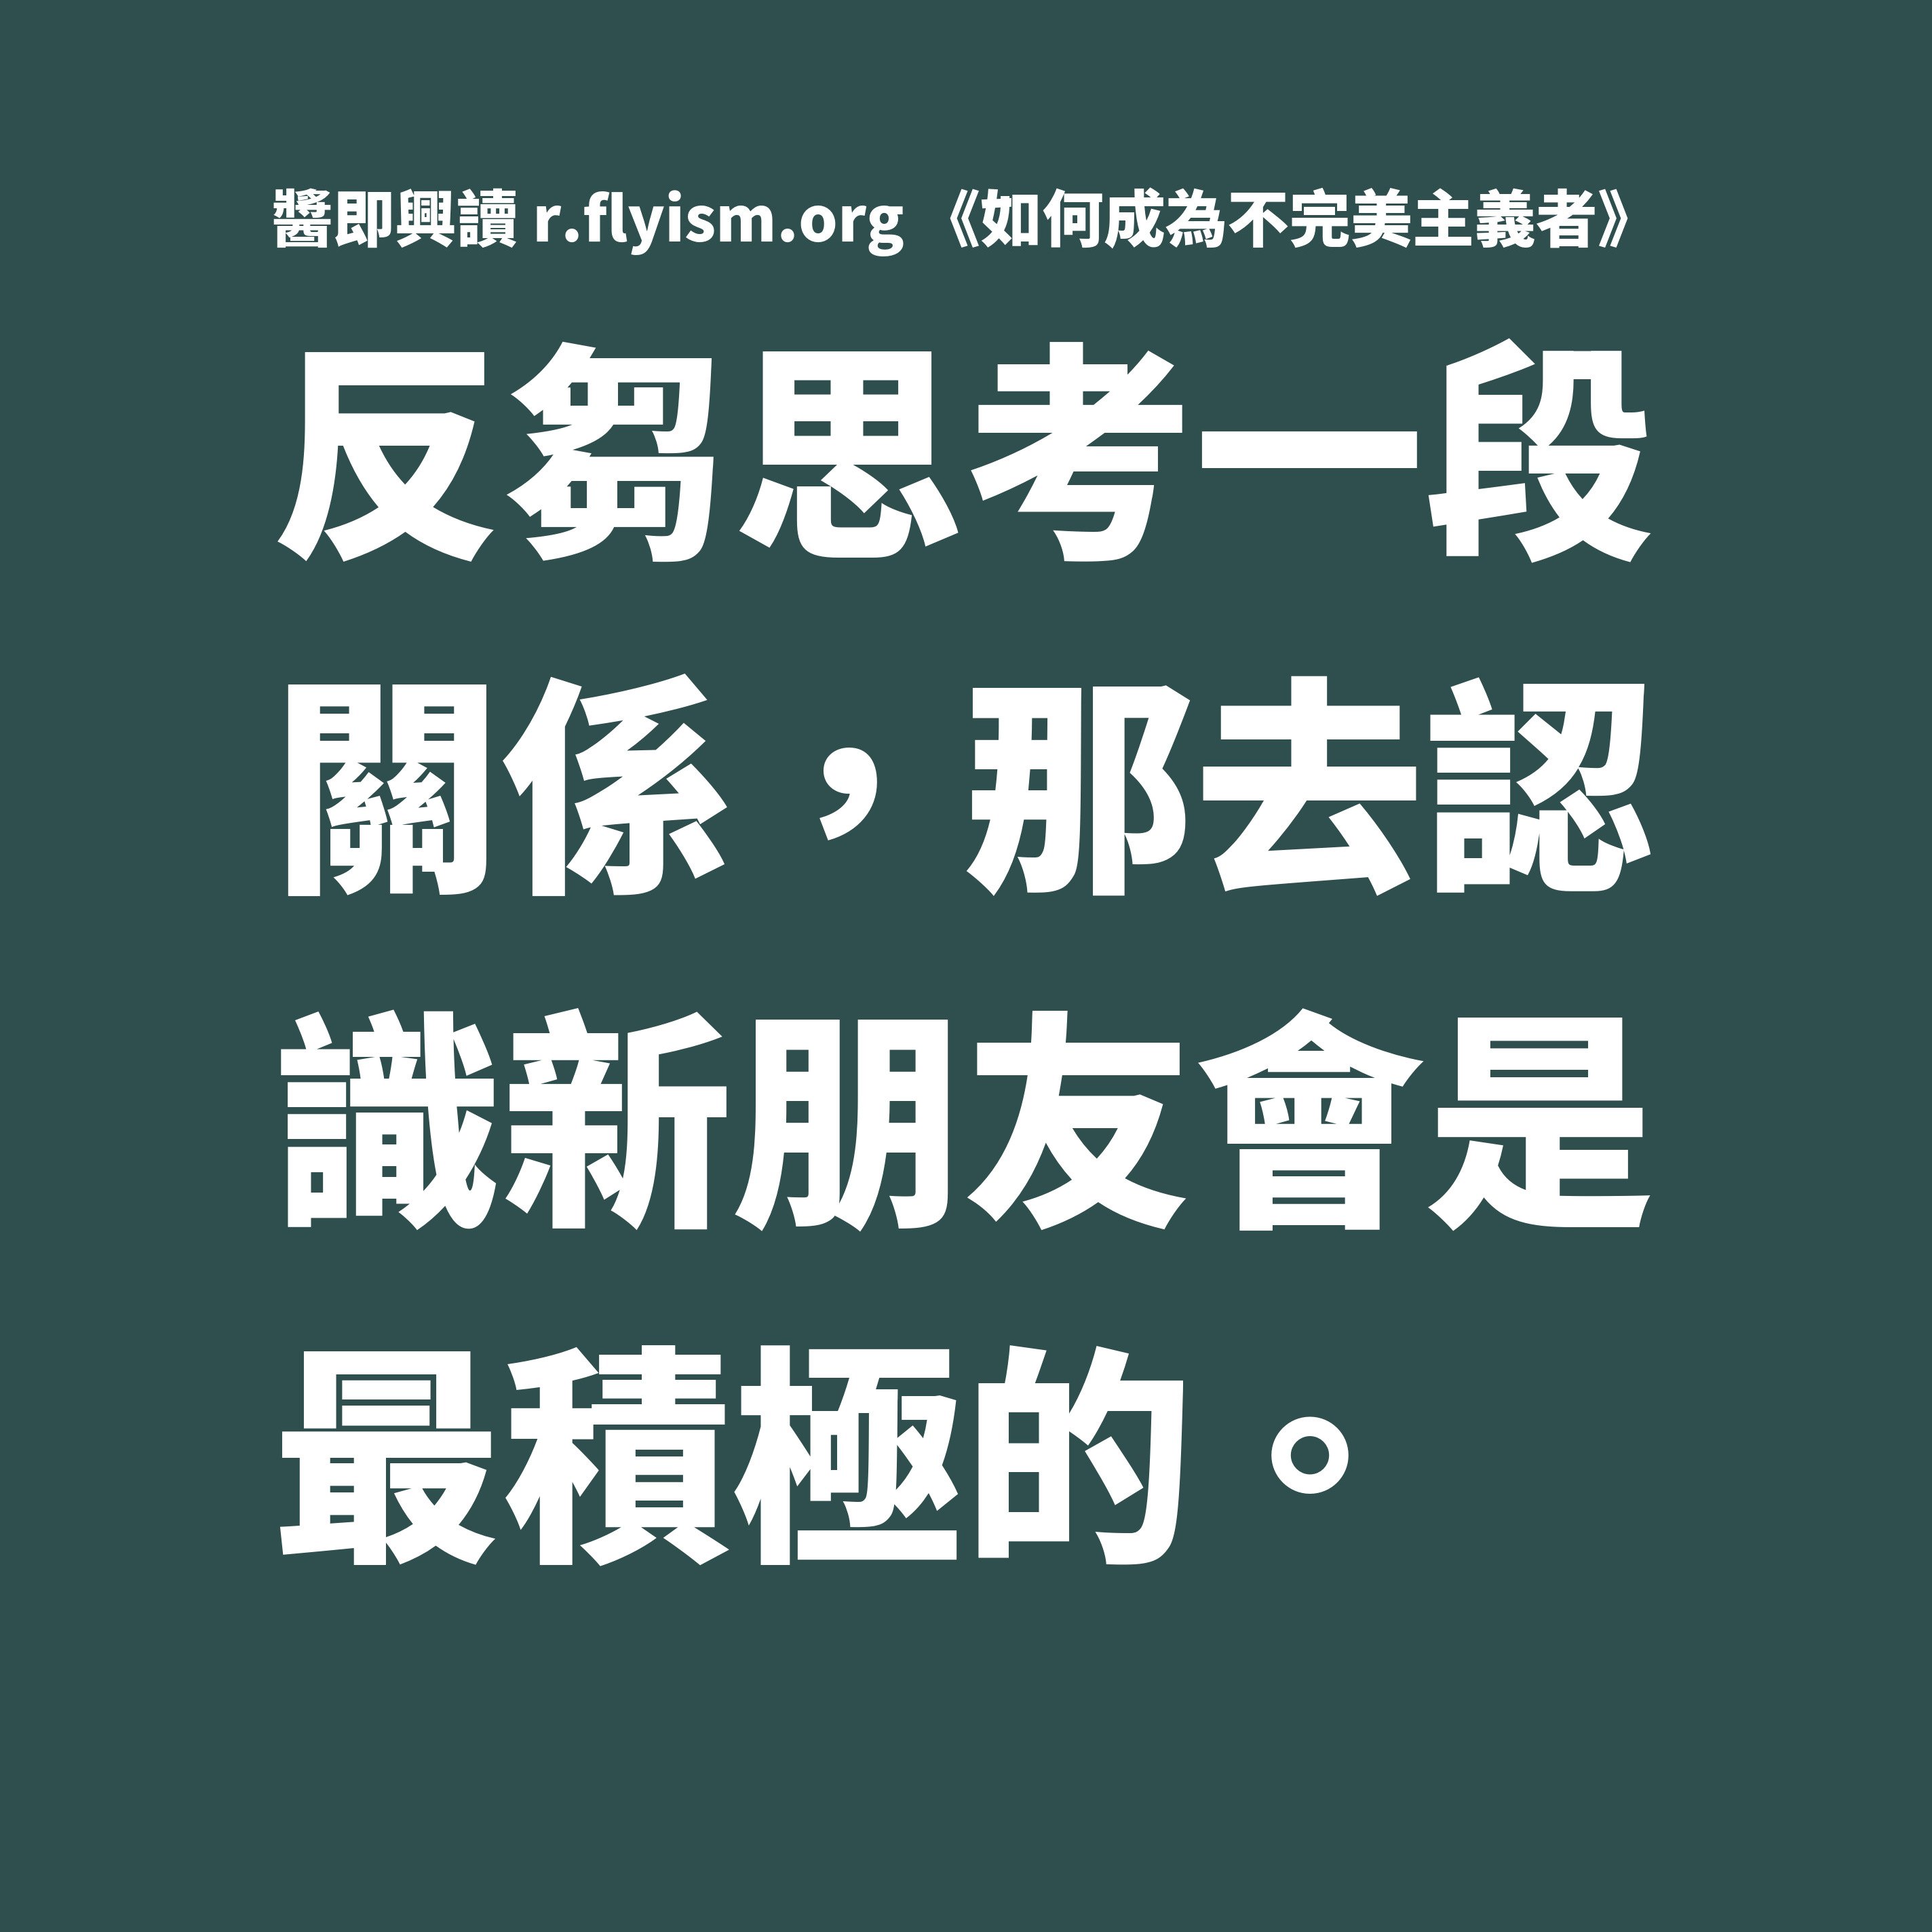 暫即興讀 r.flyism.org 《如何成為不完美主義者》
反芻思考一段
關係，那去認
識新朋友會是
最積極的。